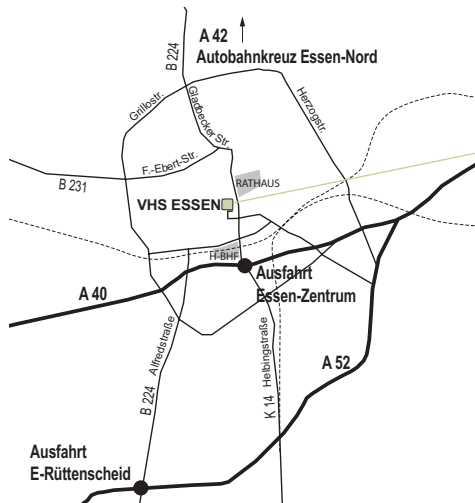 A 42
Autobahnkreuz Essen-Nord
B 224
Grillostr.
Gladbecker Str.
Herzogstr.
F.-Ebert-Str.
B 231
RATHAUS
VHS ESSEN
H-BHF
Ausfahrt
Essen-Zentrum
A 40
Alfredstraße
Helbingstraße
A 52
B 224
K 14
Ausfahrt
E-Rüttenscheid